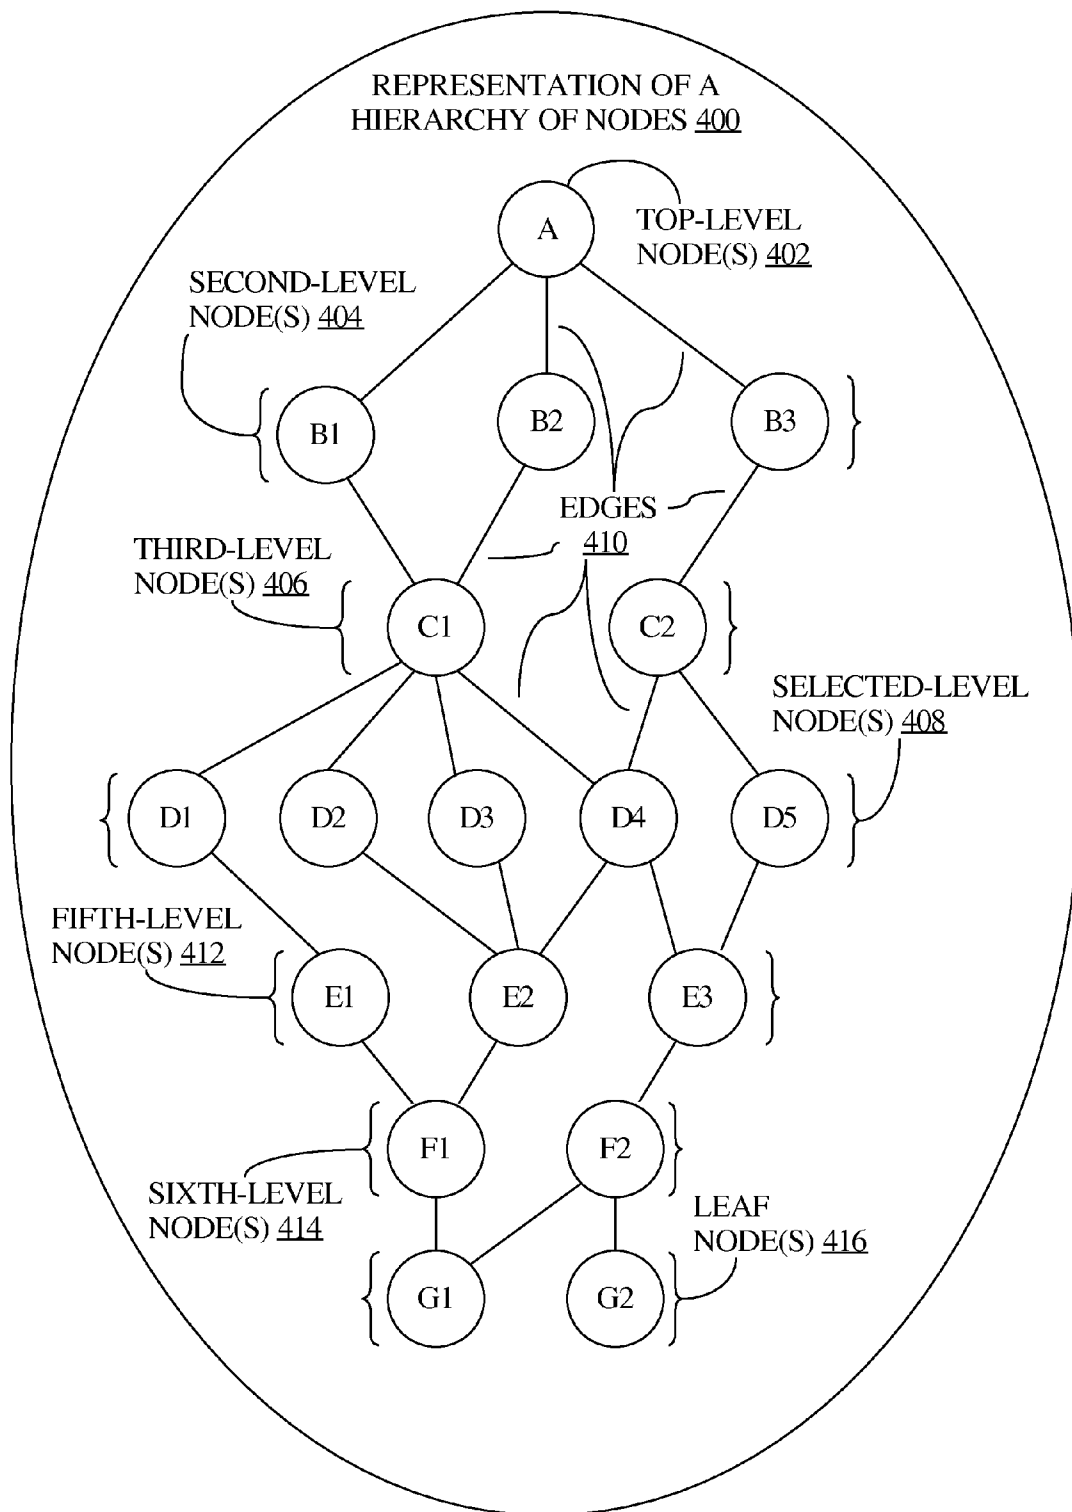 REPRESENTATION OF A
HIERARCHY OF NODES 400
A
TOP-LEVEL
NODE(S) 402
SECOND-LEVEL
NODE(S) 404
B1
B2
B3
EDGES
410
THIRD-LEVEL
NODE(S) 406
C1
C2
SELECTED-LEVEL
NODE(S) 408
D1
D2
D3
D4
D5
FIFTH-LEVEL
NODE(S) 412
E1
E2
E3
F1
F2
SIXTH-LEVEL
NODE(S) 414
LEAF
NODE(S) 416
G1
G2